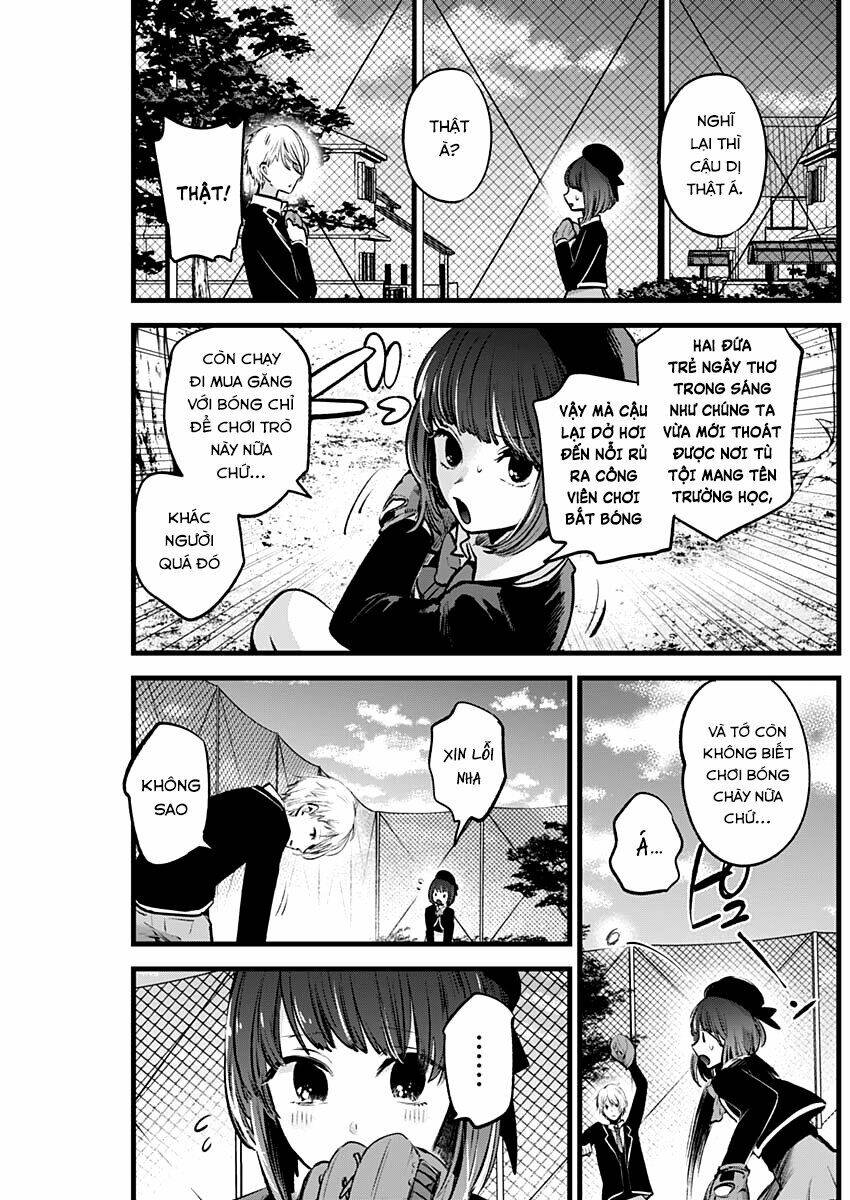 NGHĨ
LẠI THÌ
CẬU DỊ
THẬT Á.
THẬT
À?
THẬT!
HAI ĐỨA
TRẺ NGÂY THƠ
TRONG SÁNG
NHƯ CHÚNG TA
VỪA MỚI THOÁT
ĐƯỢC NƠI TÙ
TỘI MANG TÊN
TRƯỜNG HỌC,
VẬY MÀ CẬU
LẠI DỞ HƠI
ĐẾN NỖI RỦ
RA CÔNG
VIÊN CHƠI
BẮT BÓNG
CÒN CHẠY
ĐI MUA GĂNG
VỚI BÓNG CHỈ
ĐỂ CHƠI TRÒ
NÀY NỮA
CHỨ...
KHÁC
NGƯỜI
QUÁ ĐÓ
VÀ TỚ CÒN
KHÔNG BIẾT
CHƠI BÓNG
CHÀY NỮA
CHỨ...
Á...
XIN LỖI
NHA
KHÔNG
SAO
......